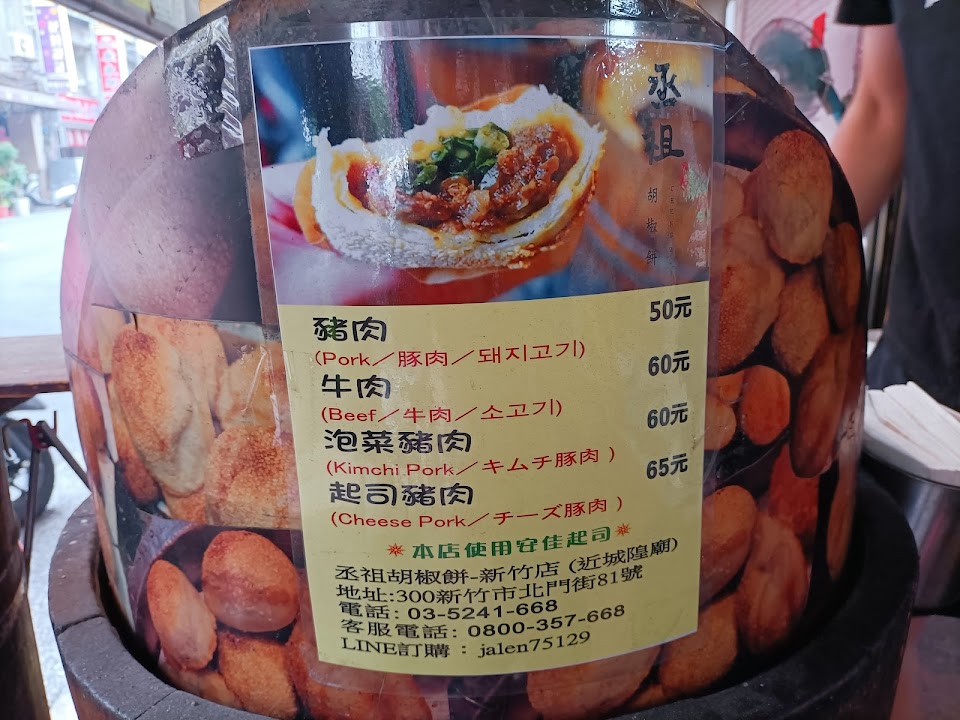 丞祖
胡椒餅
豬肉 50元
(Pork／豚肉／돼지고기)
牛肉 60元
(Beef／牛肉／소고기)
泡菜豬肉 60元
(Kimchi Pork／キムチ豚肉 )
起司豬肉 65元
(Cheese Pork／チーズ豚肉 )
本店使用安佳起司
丞祖胡椒餅-新竹店 (近城隍廟)
地址:300新竹市北門街81號
電話: 03-5241-668
客服電話: 0800-357-668
LINE訂購 : jalen75129